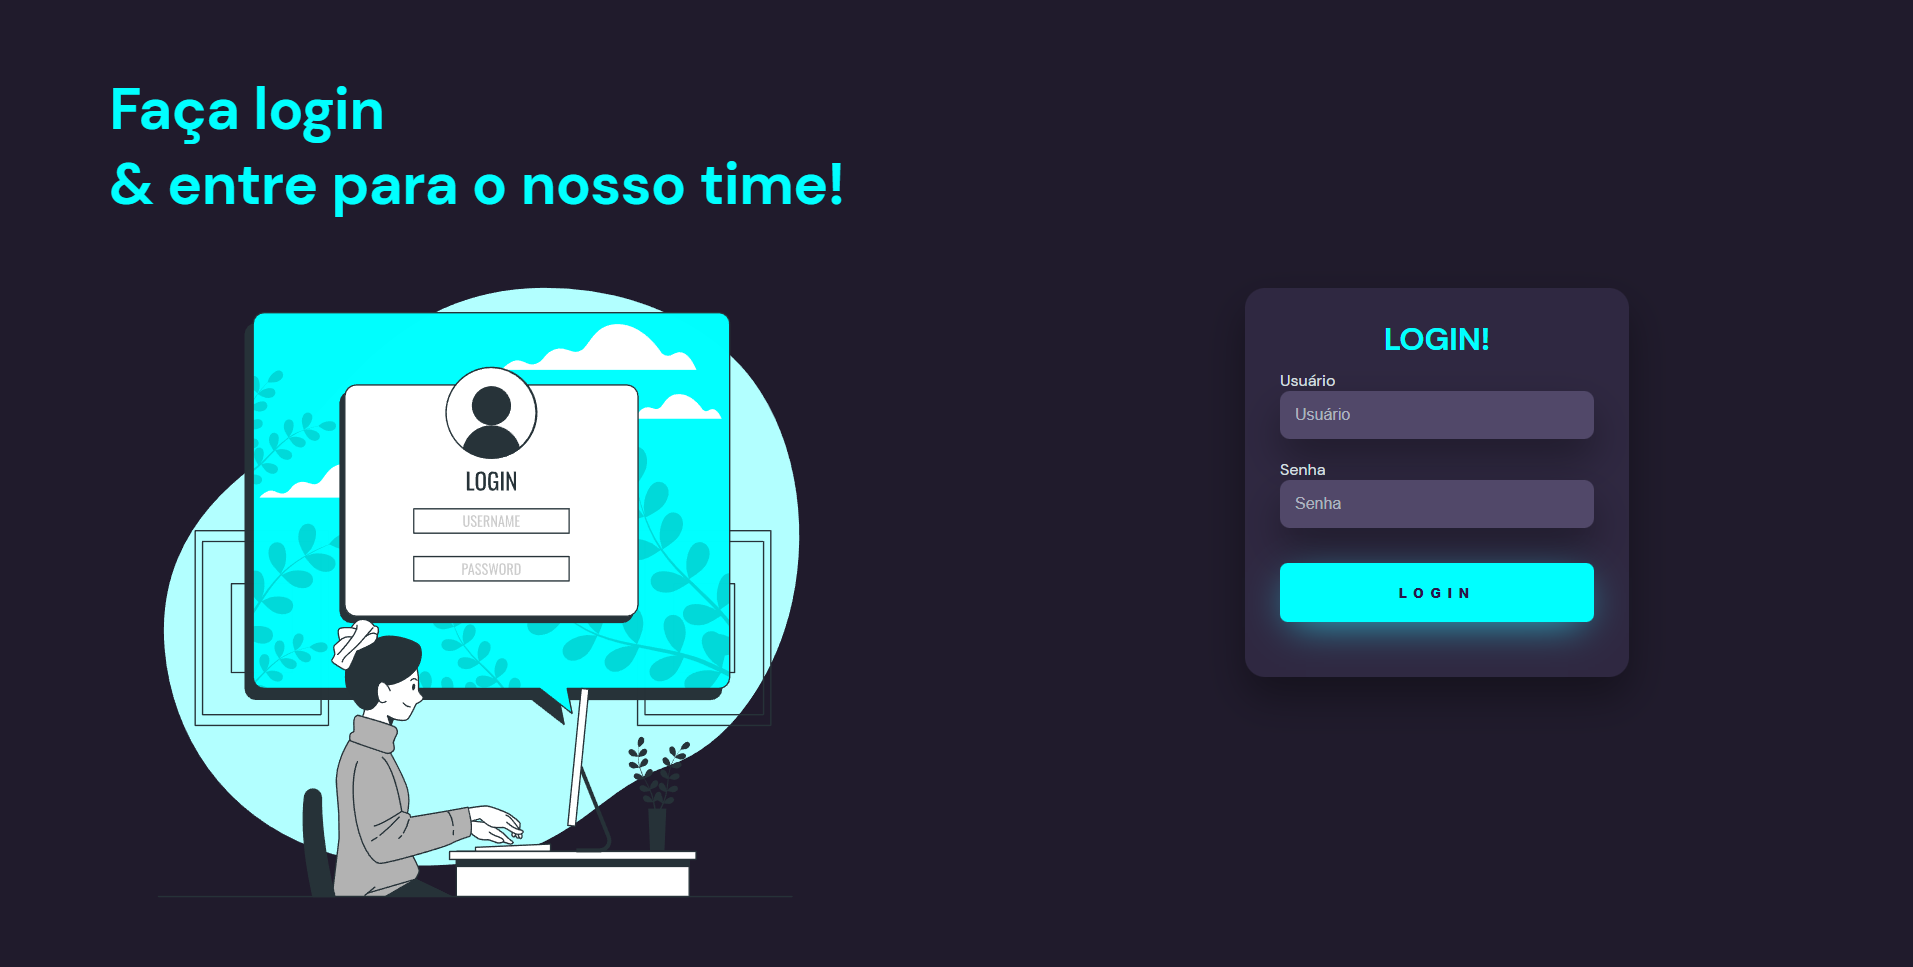 Faça login
& entre para o nosso time!
LOGIN
USERNAME
PASSWORD
LOGIN!
Usuário
Usuário
Senha
Senha
LOGIN